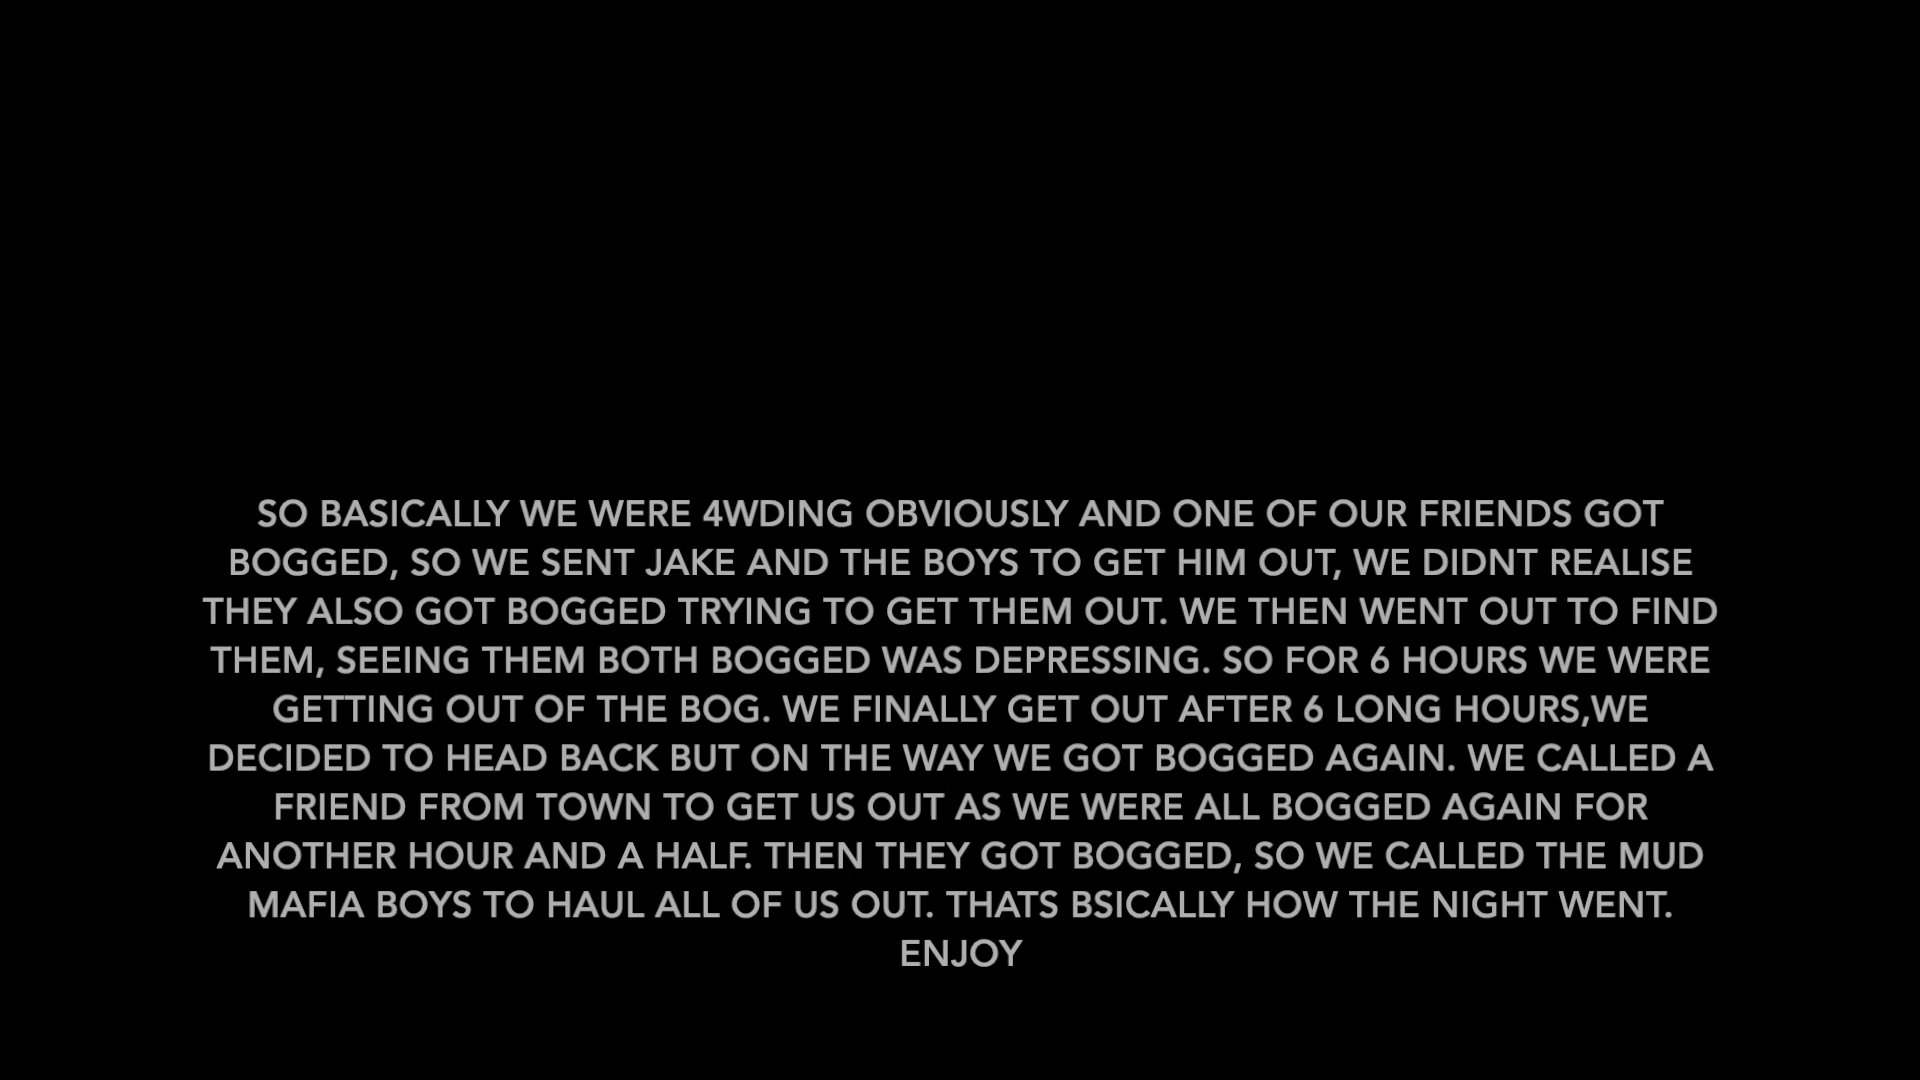 SO BASICALLY WE WERE 4WDING OBVIOUSLY AND ONE OF OUR FRIENDS GOT
BOGGED, SO WE SENT JAKE AND THE BOYS TO GET HIM OUT, WE DIDNT REALISE
THEY ALSO GOT BOGGED TRYING TO GET THEM OUT. WE THEN WENT OUT TO FIND
THEM, SEEING THEM BOTH BOGGED WAS DEPRESSING. SO FOR 6 HOURS WE WERE
GETTING OUT OF THE BOG. WE FINALLY GET OUT AFTER 6 LONG HOURS,WE
DECIDED TO HEAD BACK BUT ON THE WAY WE GOT BOGGED AGAIN. WE CALLED A
FRIEND FROM TOWN TO GET US OUT AS WE WERE ALL BOGGED AGAIN FOR
ANOTHER HOUR AND A HALF. THEN THEY GOT BOGGED, SO WE CALLED THE MUD
MAFIA BOYS TO HAUL ALL OF US OUT. THATS BSICALLY HOW THE NIGHT WENT.
ENJOY